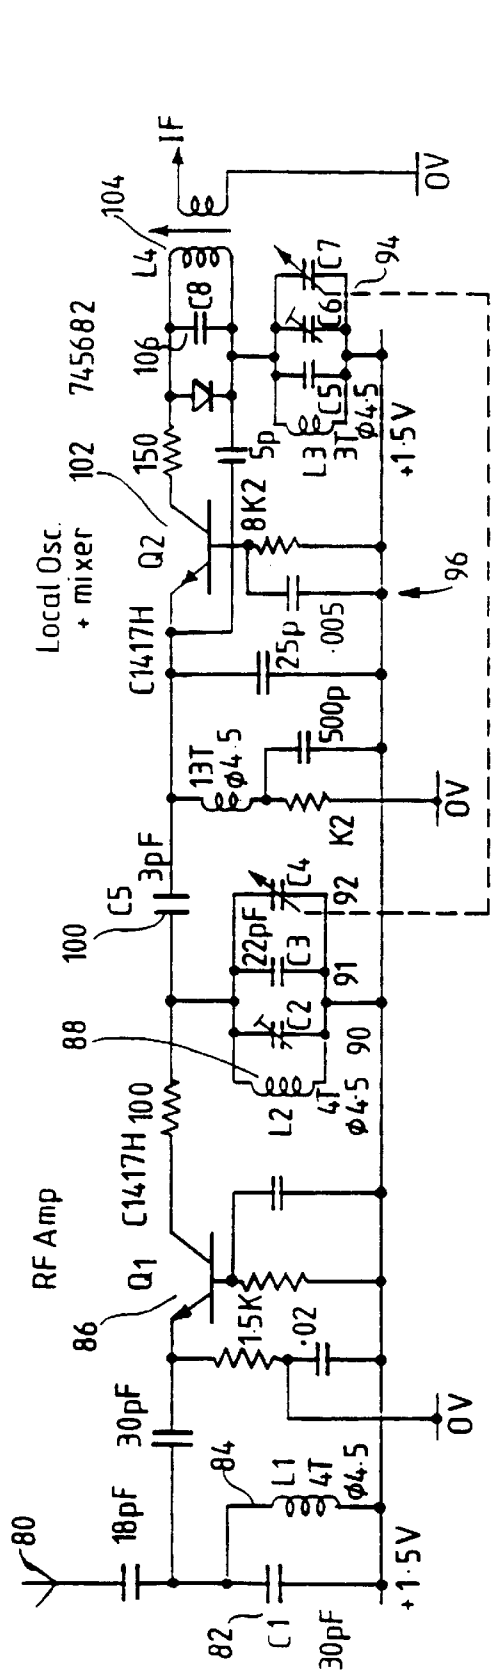 RF Amp
Local Osc.
+ mixer
80
18pF
30pF
86
Q1
C1417H
100
88
100
C5
3pF
13T
φ4·5
C1417H
Q2
102
150
745682
106
C8
L4
104
IF
82
C1
30pF
84
L1
4T
φ4·5
1·5K
·02
L2
4T
φ4·5
C2
22pF
C3
C4
90
91
92
K2
500p
25p
·005
8K2
5p
L3
3T
φ4·5
C5
C6
C7
94
96
+1·5V
0V
0V
+1·5V
0V